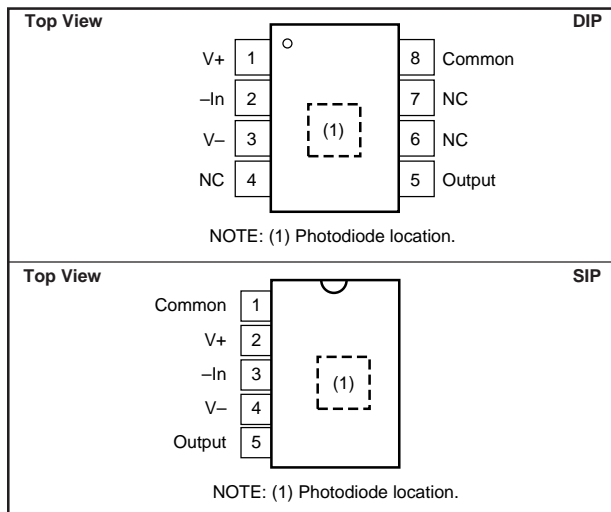 Top View DIP
V+ 1 8 Common
–In 2 7 NC
(1)
V– 3 6 NC
NC 4 5 Output
NOTE: (1) Photodiode location.
Top View SIP
Common 1
V+ 2
–In 3
(1)
V– 4
Output 5
NOTE: (1) Photodiode location.